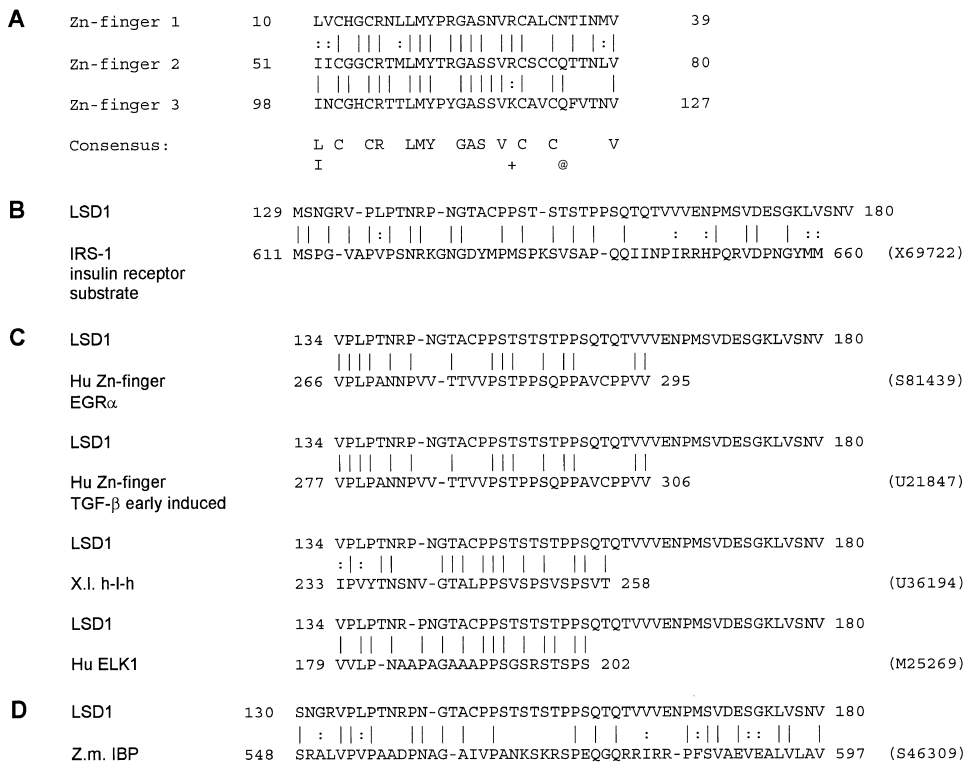 A
Zn-finger 1 10 LVCHGCRNLLMYPRGASNVRCALCNTINMV 39
::| ||| :||| |||| ||| | | |:|
Zn-finger 2 51 IICGGCRTMLMYTRGASSVRCSCCQTTNLV 80
| ||| ||| ||||||:| || |
Zn-finger 3 98 INCGHCRTTLMYPYGASSVKCAVCQFVTNV 127
Consensus: L C CR LMY GAS V C C V
I + @
B
LSD1 129 MSNGRV-PLPTNRP-NGTACPPST-STSTPPSQTQTVVVENPMSVDESGKLVSNV 180
IRS-1 611 MSPG-VAPVPSNRKGNGDYMPMSPKSVSAP-QQIINPIRRHPQRVDPNGYMM 660 (X69722)
insulin receptor
substrate
C
LSD1 134 VPLPTNRP-NGTACPPSTSTSTPPSQTQTVVVENPMSVDESGKLVSNV 180
Hu Zn-finger 266 VPLPANNPVV-TTVVPSTPPSQPPAVCPPVV 295 (S81439)
EGRα
LSD1 134 VPLPTNRP-NGTACPPSTSTSTPPSQTQTVVVENPMSVDESGKLVSNV 180
Hu Zn-finger 277 VPLPANNPVV-TTVVPSTPPSQPPAVCPPVV 306 (U21847)
TGF-β early induced
LSD1 134 VPLPTNRP-NGTACPPSTSTSTPPSQTQTVVVENPMSVDESGKLVSNV 180
X.l. h-l-h 233 IPVYTNSNV-GTALPPSVSPSVSPSVT 258 (U36194)
LSD1 134 VPLPTNR-PNGTACPPSTSTSTPPSQTQTVVVENPMSVDESGKLVSNV 180
Hu ELK1 179 VVLP-NAAPAGAAAPPSGSRSTSPS 202 (M25269)
D
LSD1 130 SNGRVPLPTNRPN-GTACPPSTSTSTPPSQTQTVVVENPMSVDESGKLVSNV 180
Z.m. IBP 548 SRALVPVPAADPNAG-AIVPANKSKRSPEQGQRRIRR-PFSVAEVEALVLAV 597 (S46309)